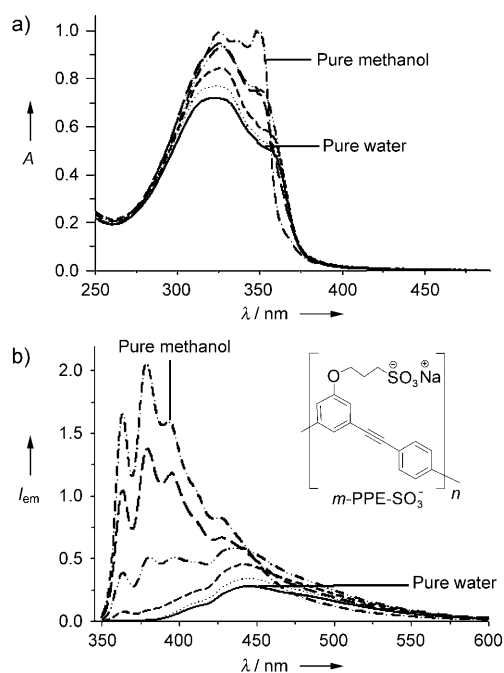 a)
1.0
0.8
0.6
0.4
0.2
0.0
A
Pure methanol
Pure water
250 300 350 400 450
λ / nm
b)
Pure methanol
2.0
1.5
1.0
0.5
0.0
I em
O
S̄O₃Na⁺
n
m-PPE-SO₃⁻
Pure water
350 400 450 500 550 600
λ / nm